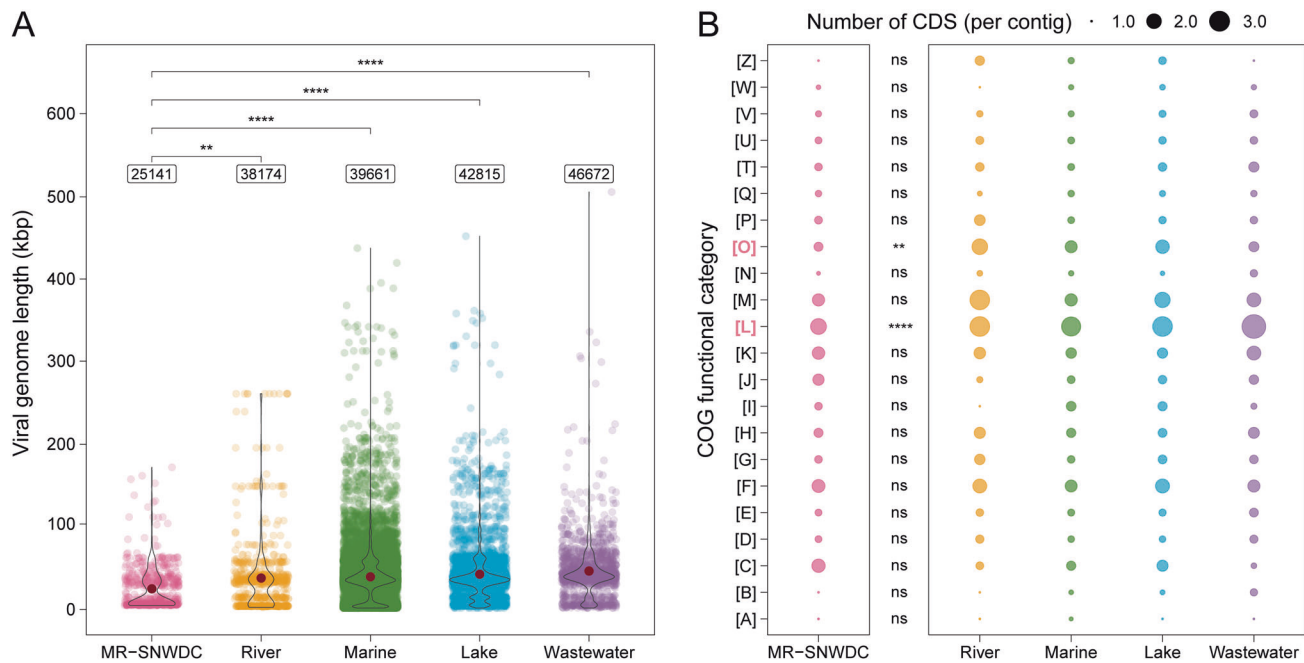 A
Viral genome length (kbp)
600
500
400
300
200
100
0
****
****
****
**
25141 38174 39661 42815 46672
MR−SNWDC River Marine Lake Wastewater
B
Number of CDS (per contig) 1.0 2.0 3.0
COG functional category
[Z] ns
[W] ns
[V] ns
[U] ns
[T] ns
[Q] ns
[P] ns
[O] **
[N] ns
[M] ns
[L] ****
[K] ns
[J] ns
[I] ns
[H] ns
[G] ns
[F] ns
[E] ns
[D] ns
[C] ns
[B] ns
[A] ns
MR−SNWDC River Marine Lake Wastewater